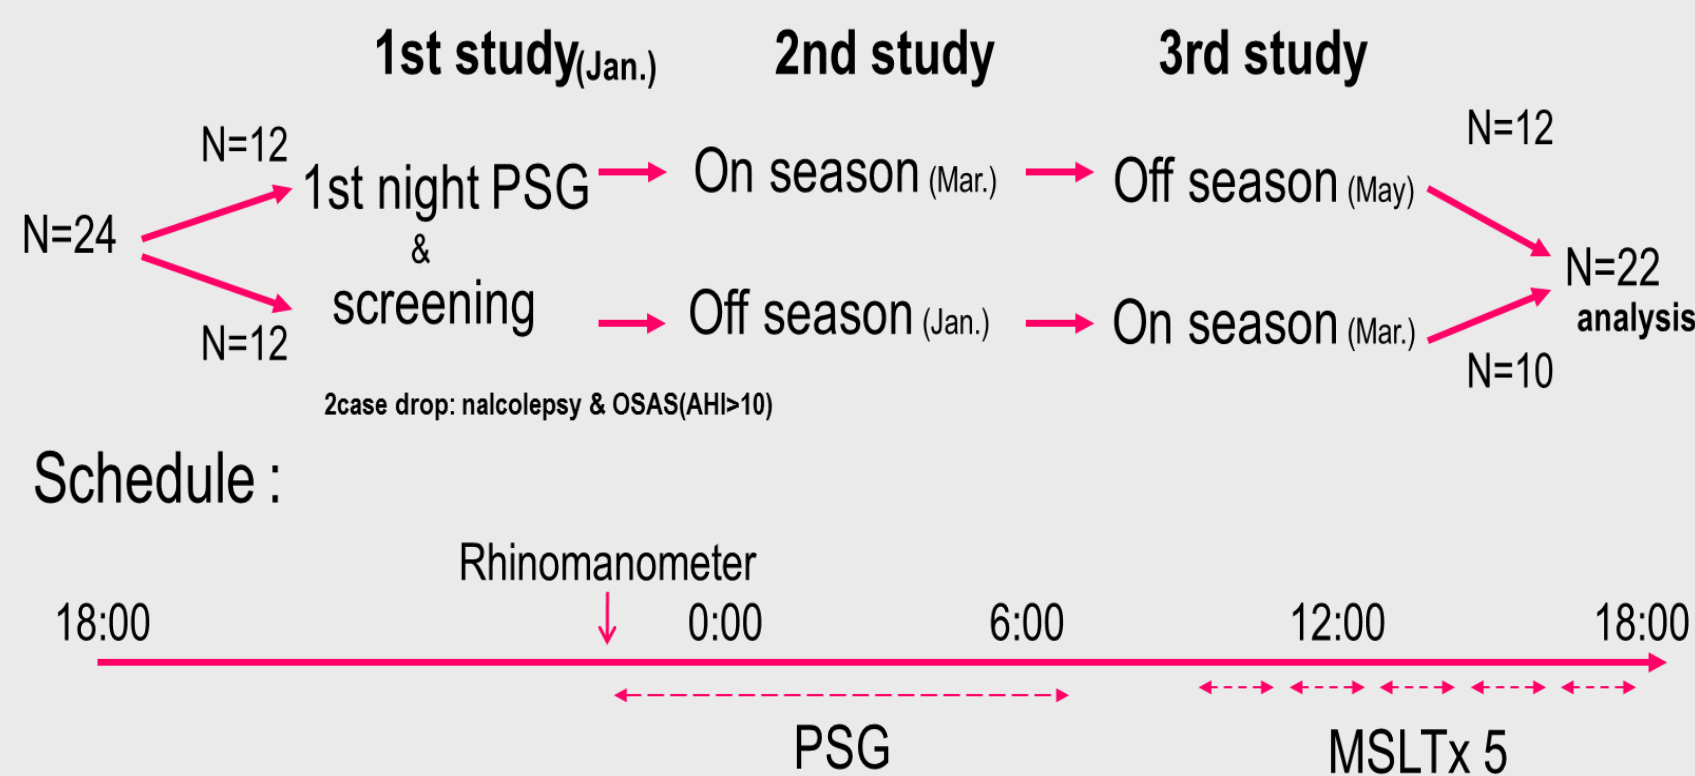 1st study(Jan.) 2nd study 3rd study
N=12 N=12
1st night PSG On season (Mar.) Off season (May)
N=24 &
screening Off season (Jan.) On season (Mar.) N=22
analysis
N=12 N=10
2case drop: nalcolepsy & OSAS(AHI>10)
Schedule :
Rhinomanometer
18:00 0:00 6:00 12:00 18:00
PSG MSLTx 5